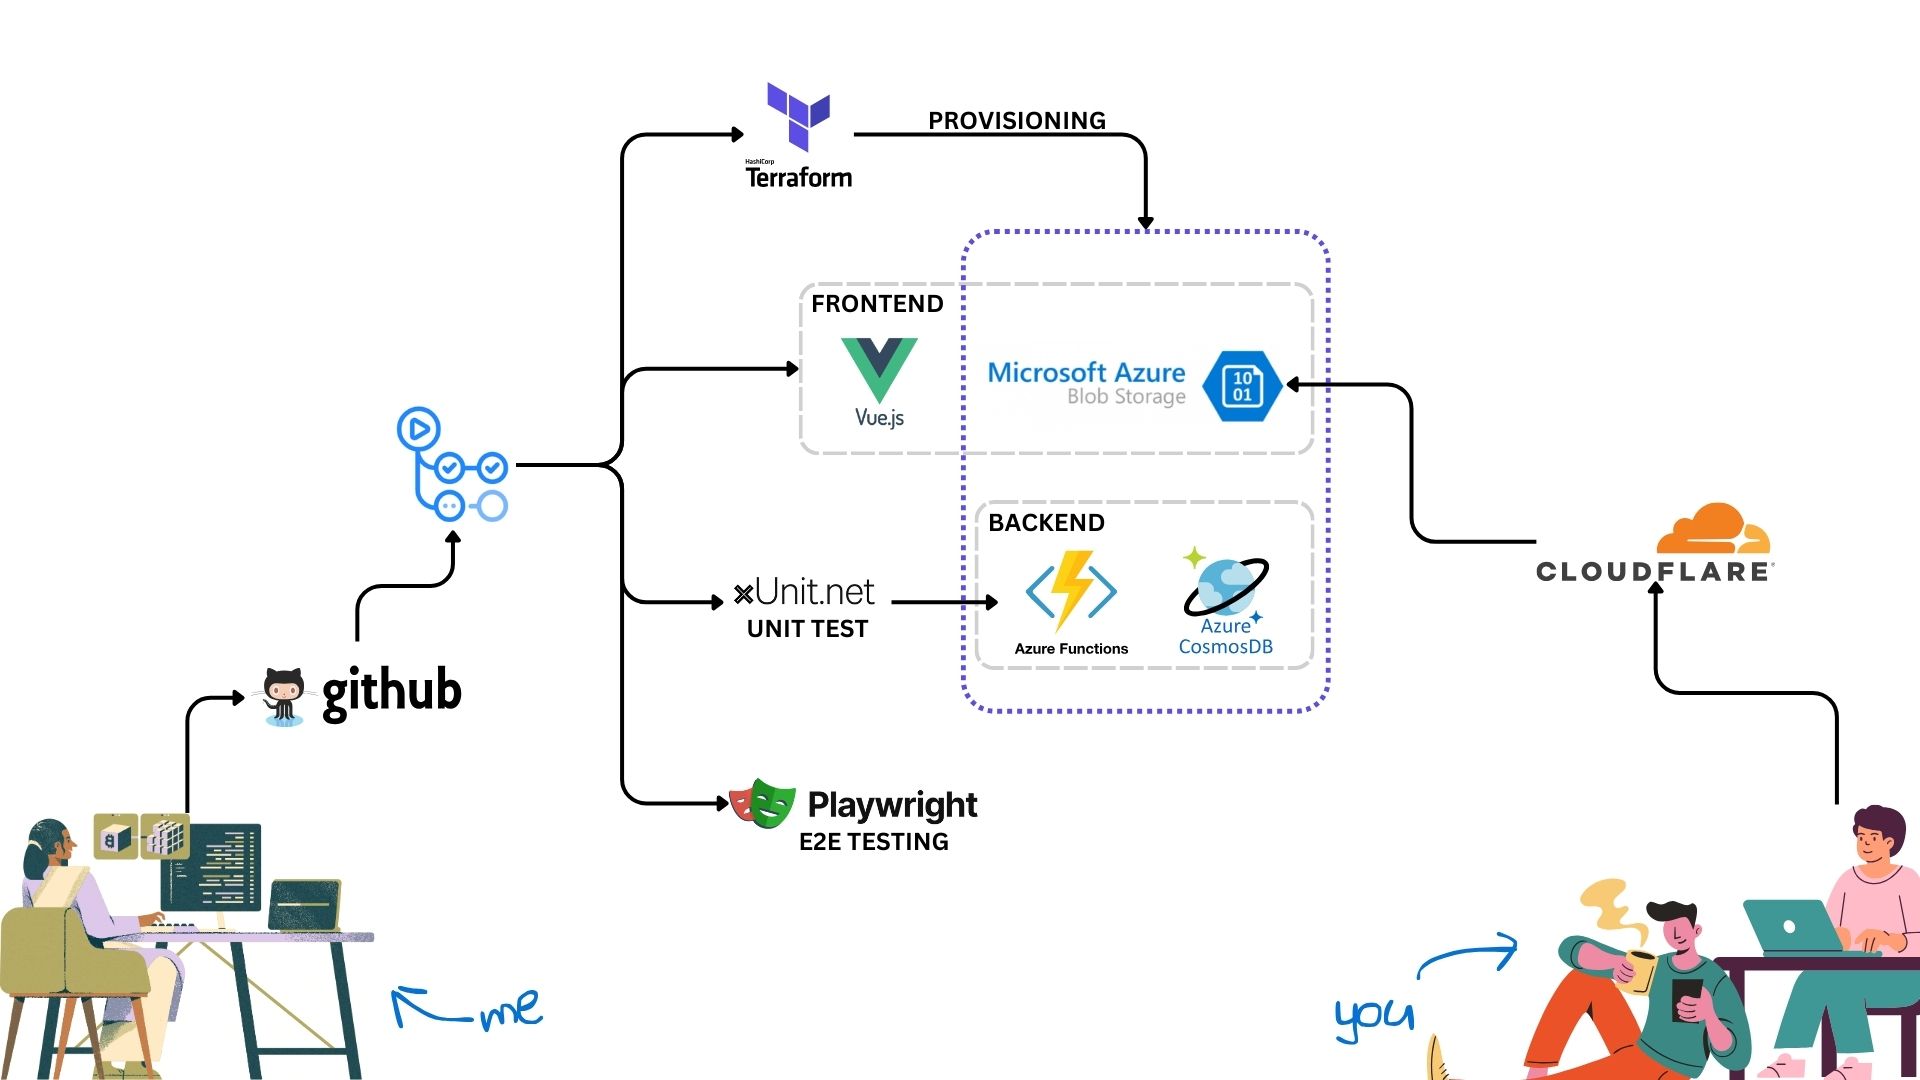 PROVISIONING
HashiCorp
Terraform
FRONTEND
Vue.js
Microsoft Azure
Blob Storage
10
01
BACKEND
Azure Functions
Azure
CosmosDB
xUnit.net
UNIT TEST
CLOUDFLARE
github
Playwright
E2E TESTING
me
you